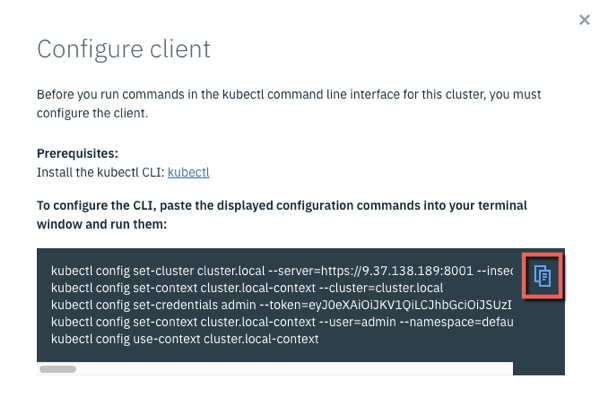 Configure client
Before you run commands in the kubectl command line interface for this cluster, you must
configure the client.
Prerequisites:
Install the kubectl CLI: kubectl
To configure the CLI, paste the displayed configuration commands into your terminal
window and run them:
kubectl config set-cluster cluster.local --server=https://9.37.138.189:8001 --insec
kubectl config set-context cluster.local-context --cluster=cluster.local
kubectl config set-credentials admin --token=eyJ0eXAiOiJKV1QiLCJhbGciOiJSUzI
kubectl config set-context cluster.local-context --user=admin --namespace=defau
kubectl config use-context cluster.local-context